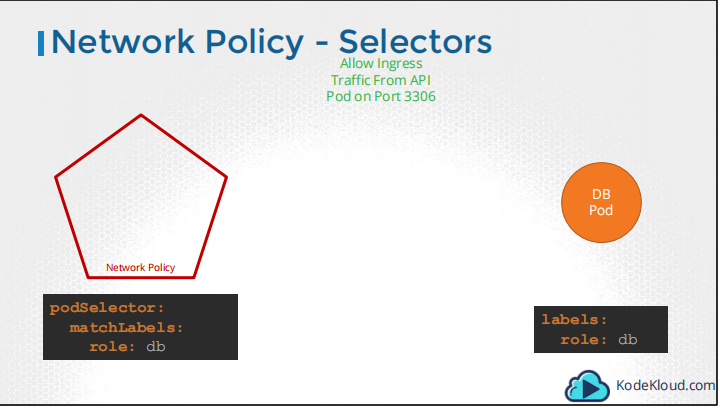 Network Policy - Selectors
Allow Ingress
Traffic From API
Pod on Port 3306
DB
Pod
Network Policy
podSelector:
  matchLabels:
    role: db
labels:
  role: db
KodeKloud.com